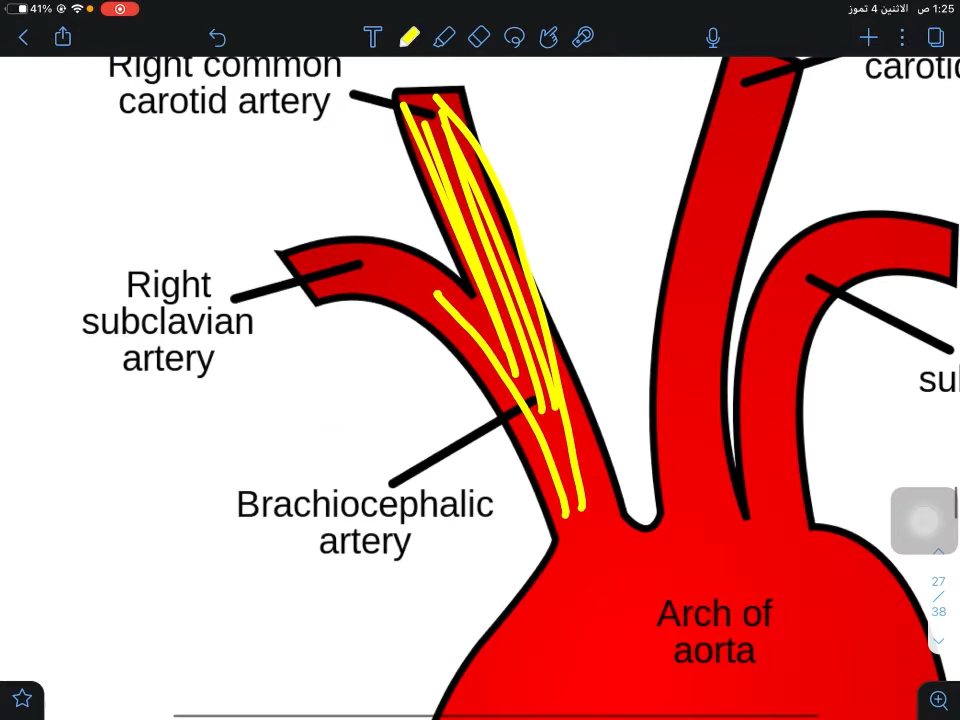 41%
الاثنين 4 تموز
1:25 ص
Right common
carotid artery
Right
subclavian
artery
Brachiocephalic
artery
Arch of
aorta
27
/
38